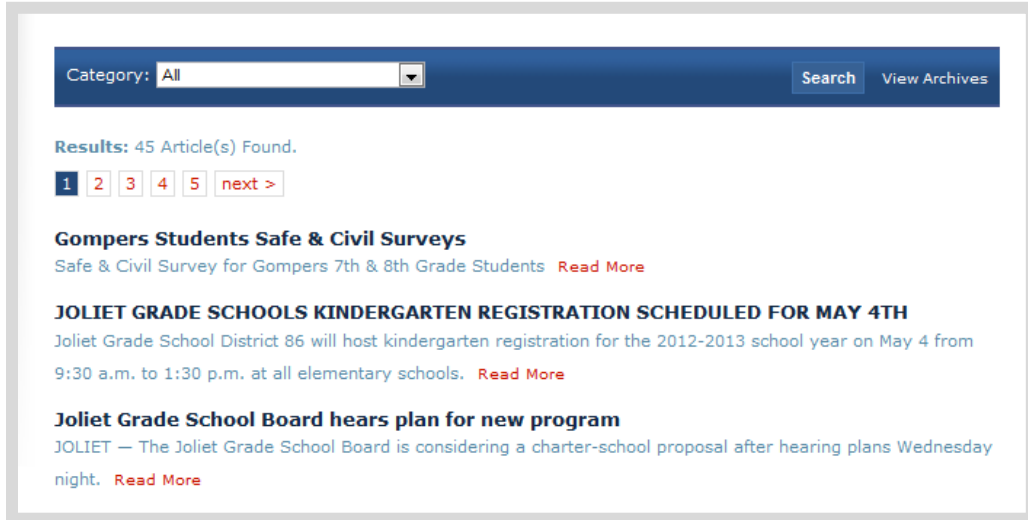 Category: All Search View Archives
Results: 45 Article(s) Found.
1 2 3 4 5 next >
Gompers Students Safe & Civil Surveys
Safe & Civil Survey for Gompers 7th & 8th Grade Students Read More
JOLIET GRADE SCHOOLS KINDERGARTEN REGISTRATION SCHEDULED FOR MAY 4TH
Joliet Grade School District 86 will host kindergarten registration for the 2012-2013 school year on May 4 from
9:30 a.m. to 1:30 p.m. at all elementary schools. Read More
Joliet Grade School Board hears plan for new program
JOLIET — The Joliet Grade School Board is considering a charter-school proposal after hearing plans Wednesday
night. Read More